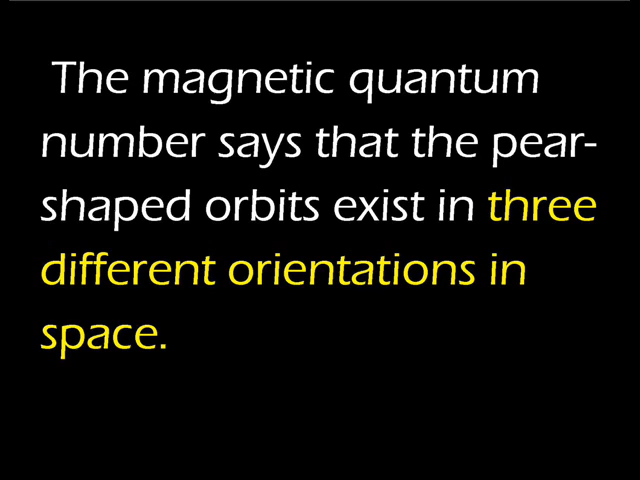 The magnetic quantum
number says that the pear-
shaped orbits exist in three
different orientations in
space.